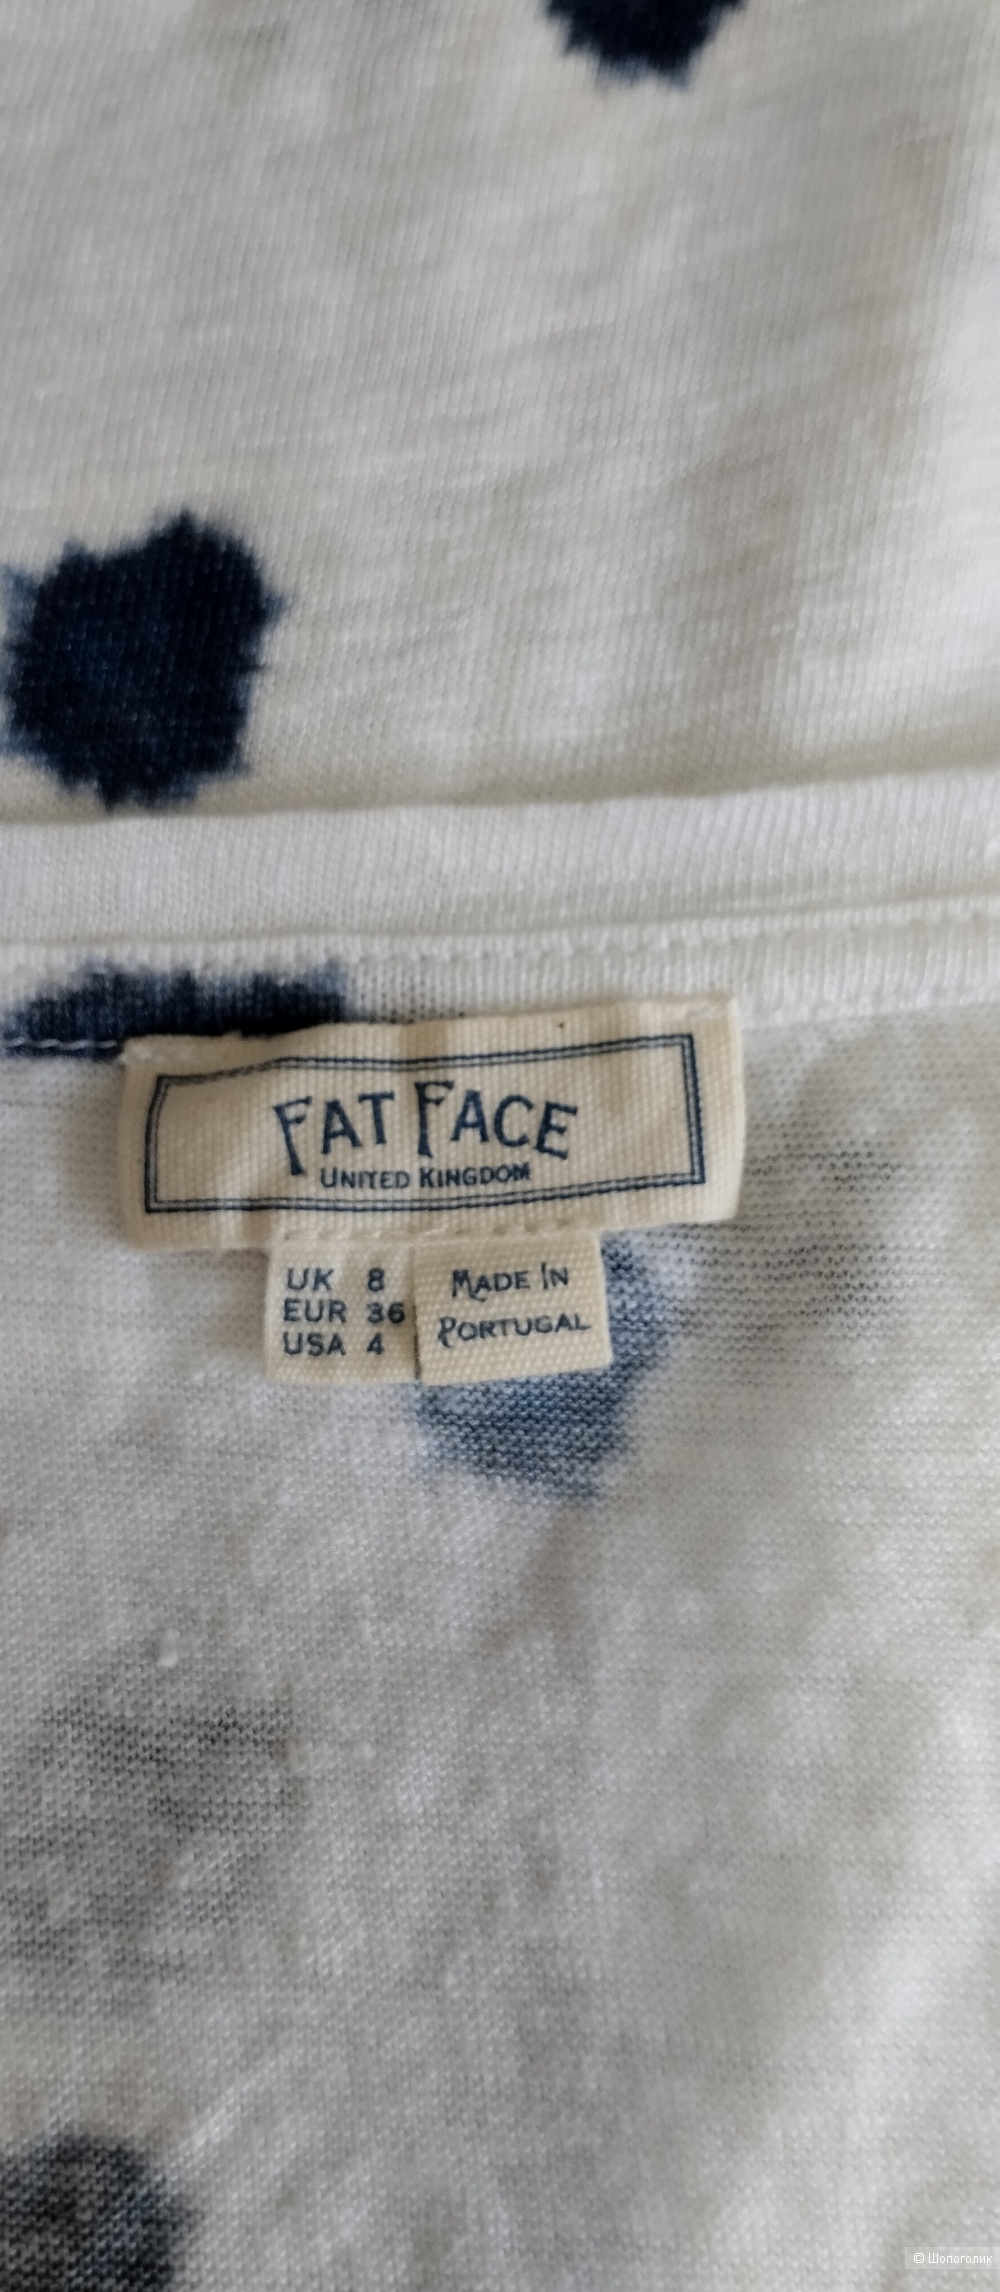 FAT FACE
UNITED KINGDOM
UK 8
EUR 36
USA 4
MADE IN
PORTUGAL
© Шопоголик